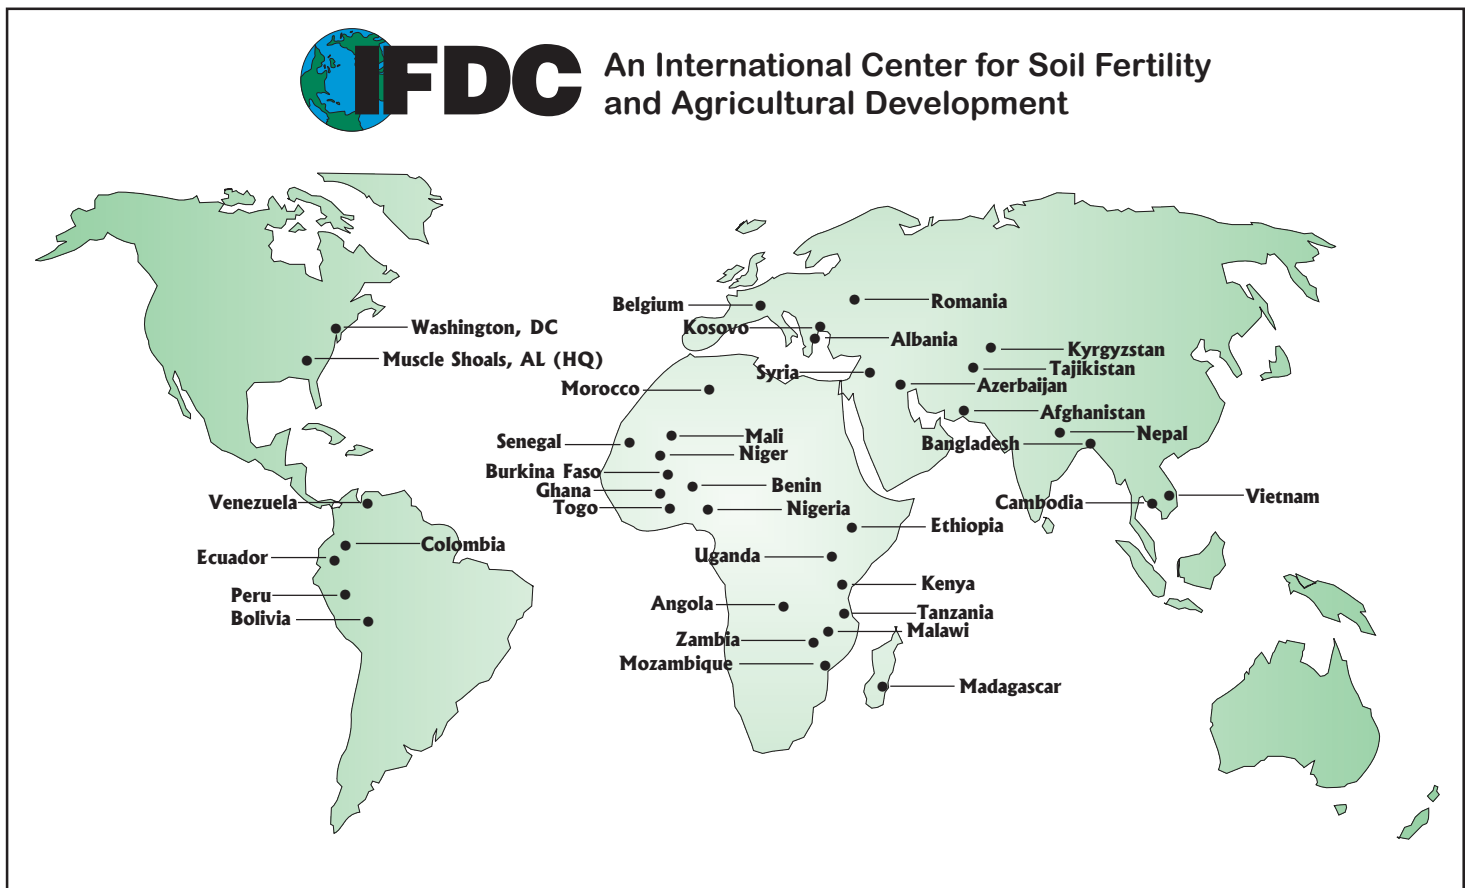 IFDC
An International Center for Soil Fertility
and Agricultural Development
Washington, DC
Muscle Shoals, AL (HQ)
Venezuela
Colombia
Ecuador
Peru
Bolivia
Belgium
Romania
Kosovo
Albania
Syria
Kyrgyzstan
Tajikistan
Azerbaijan
Morocco
Afghanistan
Senegal
Mali
Nepal
Niger
Bangladesh
Burkina Faso
Ghana
Benin
Togo
Nigeria
Cambodia
Vietnam
Ethiopia
Uganda
Kenya
Angola
Tanzania
Malawi
Zambia
Mozambique
Madagascar